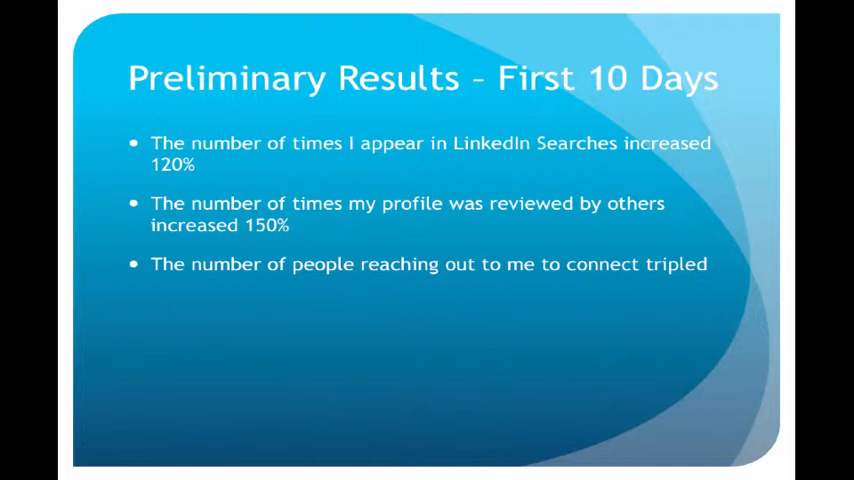 Preliminary Results – First 10 Days
• The number of times I appear in LinkedIn Searches increased
120%
• The number of times my profile was reviewed by others
increased 150%
• The number of people reaching out to me to connect tripled